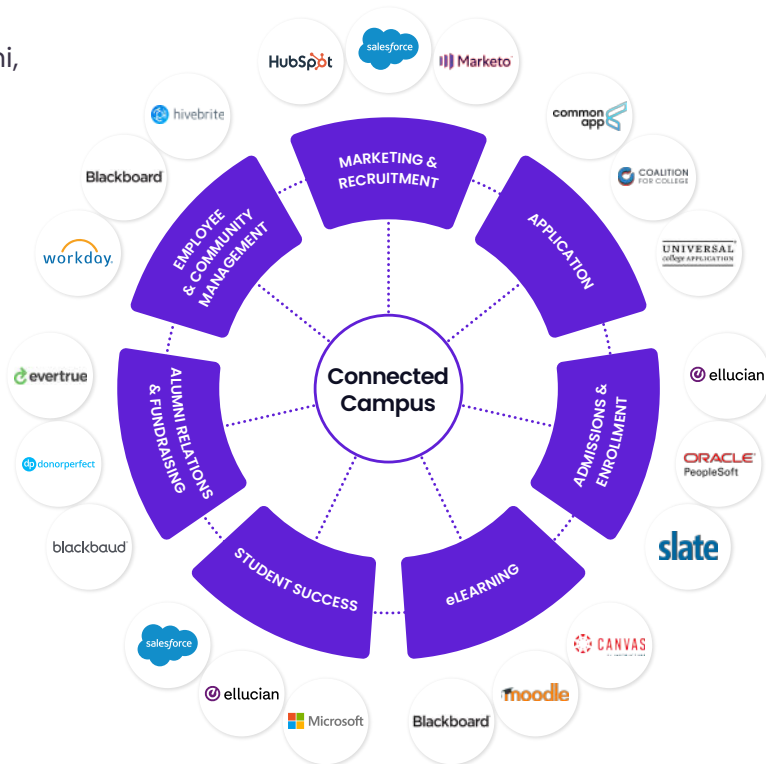 ni,
HubSpot
salesforce
Marketo
common
app
COALITION
FOR COLLEGE
UNIVERSAL
college APPLICATION
ellucian
ORACLE
PeopleSoft
slate
CANVAS
moodle
Blackboard
Microsoft
ellucian
salesforce
blackbaud
dp donorperfect
evertrue
workday.
Blackboard
hivebrite
MARKETING &
RECRUITMENT
APPLICATION
ADMISSIONS &
ENROLLMENT
eLEARNING
STUDENT SUCCESS
ALUMNI RELATIONS
& FUNDRAISING
EMPLOYEE
& COMMUNITY
MANAGEMENT
Connected
Campus